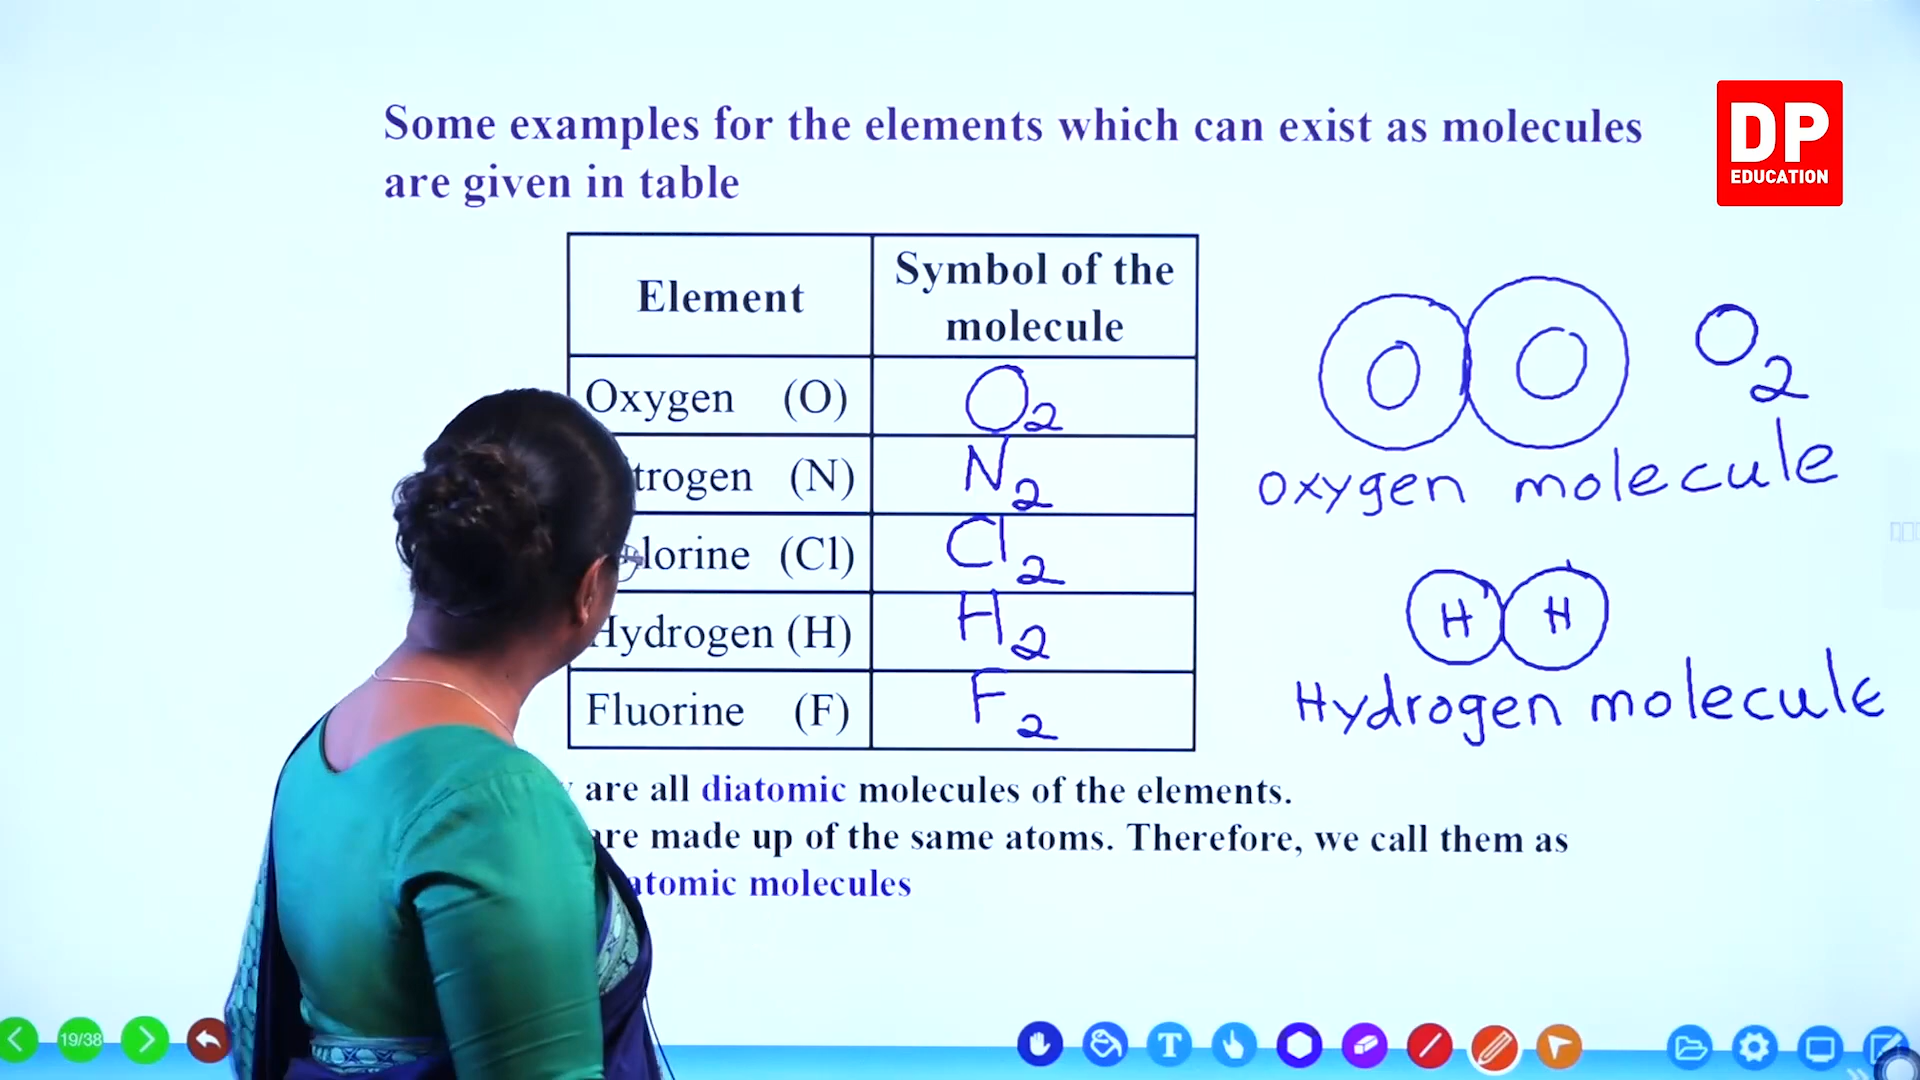 Some examples for the elements which can exist as molecules
are given in table
DP
EDUCATION
Element
Symbol of the
molecule
Oxygen (O)
O2
trogen (N)
N2
lorine (Cl)
Cl2
Hydrogen (H)
H2
Fluorine (F)
F2
O O
O2
oxygen molecule
H H
Hydrogen molecule
are all diatomic molecules of the elements.
are made up of the same atoms. Therefore, we call them as
atomic molecules
19/38
T